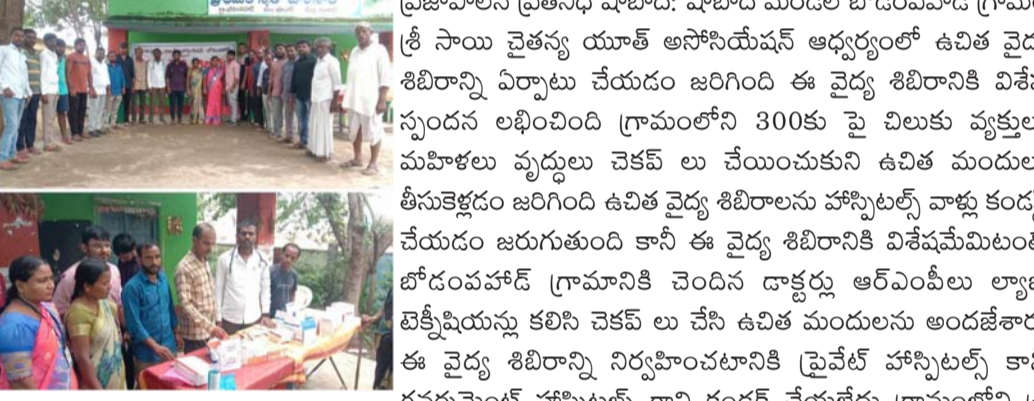 ప్రజాపాలన ప్రతినిధి షాబాద్: షాబాద్ మండల బోడంపహాడ్ గ్రామం
శ్రీ సాయి చైతన్య యూత్ అసోసియేషన్ ఆధ్వర్యంలో ఉచిత వైద
శిబిరాన్ని ఏర్పాటు చేయడం జరిగింది ఈ వైద్య శిబిరానికి విశే
స్పందన లభించింది గ్రామంలోని 300కు పై చిలుకు వ్యక్తుల
మహిళలు వృద్ధులు చెకప్ లు చేయించుకుని ఉచిత మందుల
తీసుకెళ్లడం జరిగింది ఉచిత వైద్య శిబిరాలను హాస్పిటల్స్ వాళ్లు కండ
చేయడం జరుగుతుంది కానీ ఈ వైద్య శిబిరానికి విశేషమేమిటంటే
బోడంపహాడ్ గ్రామానికి చెందిన డాక్టర్లు ఆర్ఎంపీలు ల్యా
టెక్నీషియన్లు కలిసి చెకప్ లు చేసి ఉచిత మందులను అందజేశార
ఈ వైద్య శిబిరాన్ని నిర్వహించటానికి ప్రైవేట్ హాస్పిటల్స్ కా